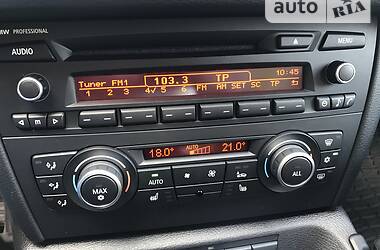 auto RIA
PROFESSIONAL
AUDIO
MENU
Tuner FM1 103.3 TP 10:45
1 2 3 4√ 5 6 FM AM SET SC TP
m
18.0° AUTO 21.0°
MAX
AUTO
ALL